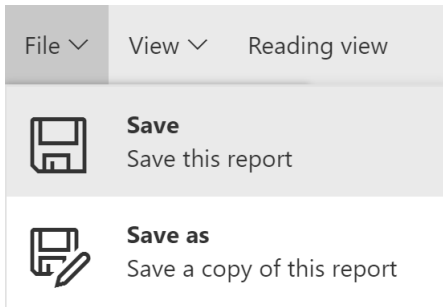 File View Reading view
Save
Save this report
Save as
Save a copy of this report